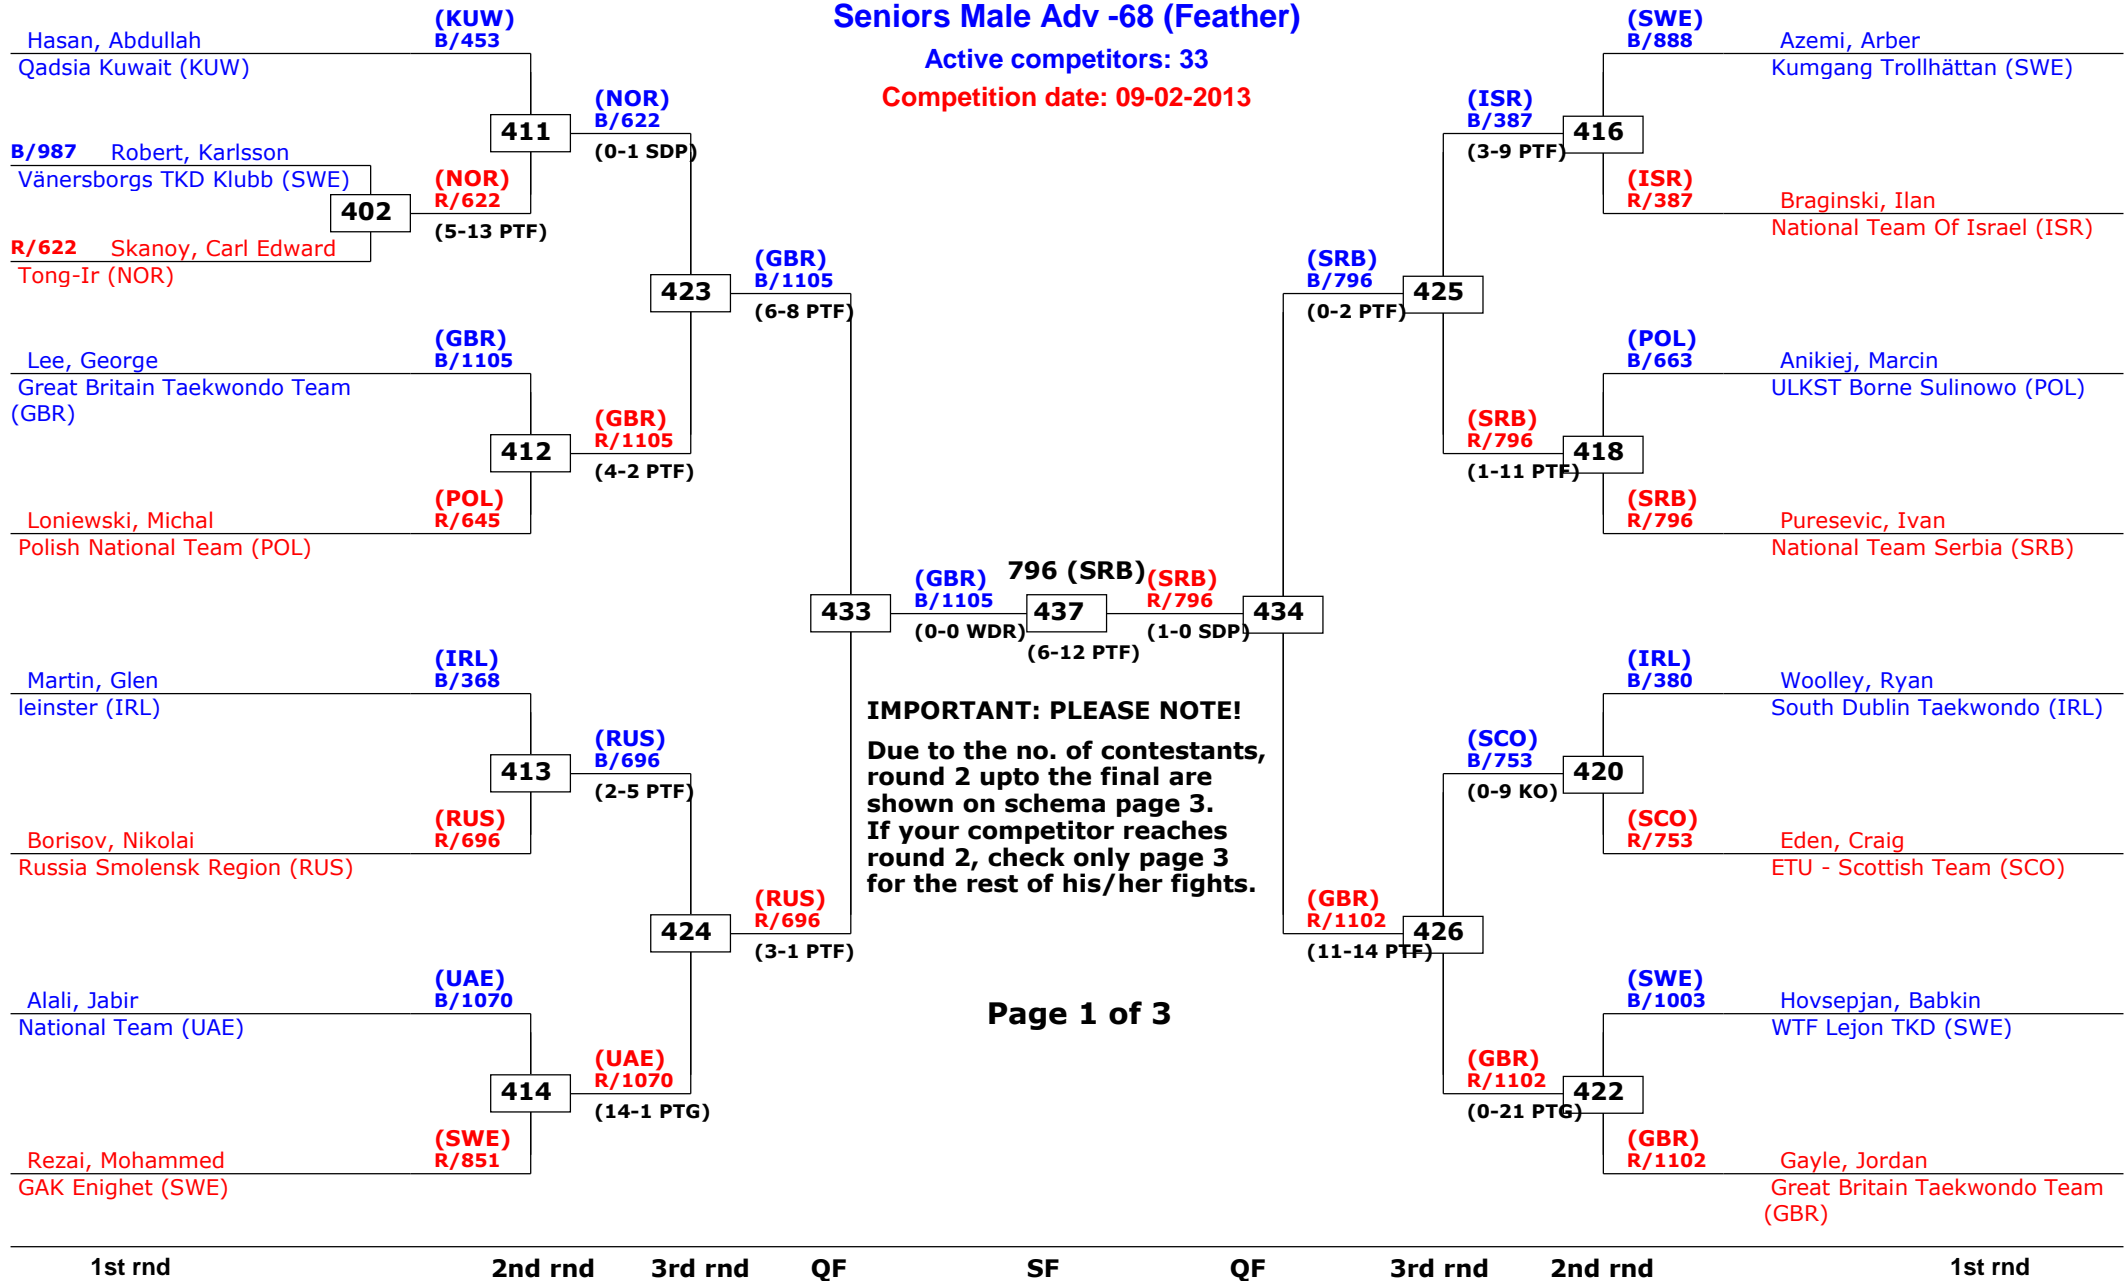 Seniors Male Adv -68 (Feather)
Active competitors: 33
Competition date: 09-02-2013
(KUW)
Hasan, Abdullah B/453
Qadsia Kuwait (KUW)
411
(NOR)
B/622
(0-1 SDP)
B/987 Robert, Karlsson
Vänersborgs TKD Klubb (SWE)
402
(NOR)
R/622
(5-13 PTF)
R/622 Skanoy, Carl Edward
Tong-Ir (NOR)
423
(GBR)
B/1105
(6-8 PTF)
(GBR)
Lee, George B/1105
Great Britain Taekwondo Team
(GBR)
412
(GBR)
R/1105
(4-2 PTF)
(POL)
Loniewski, Michal R/645
Polish National Team (POL)
433
(GBR)
B/1105
(0-0 WDR)
796 (SRB)
437
(6-12 PTF)
(SRB)
R/796
(1-0 SDP)
434
(IRL)
Martin, Glen B/368
leinster (IRL)
413
(RUS)
B/696
(2-5 PTF)
(RUS)
Borisov, Nikolai R/696
Russia Smolensk Region (RUS)
424
(RUS)
R/696
(3-1 PTF)
(UAE)
Alali, Jabir B/1070
National Team (UAE)
414
(UAE)
R/1070
(14-1 PTG)
(SWE)
Rezai, Mohammed R/851
GAK Enighet (SWE)
IMPORTANT: PLEASE NOTE!
Due to the no. of contestants,
round 2 upto the final are
shown on schema page 3.
If your competitor reaches
round 2, check only page 3
for the rest of his/her fights.
Page 1 of 3
(SWE)
B/888 Azemi, Arber
Kumgang Trollhättan (SWE)
(ISR)
B/387
(3-9 PTF)
416
(ISR)
R/387 Braginski, Ilan
National Team Of Israel (ISR)
(SRB)
B/796
(0-2 PTF)
425
(POL)
B/663 Anikiej, Marcin
ULKST Borne Sulinowo (POL)
(SRB)
R/796
(1-11 PTF)
418
(SRB)
R/796 Puresevic, Ivan
National Team Serbia (SRB)
(IRL)
B/380 Woolley, Ryan
South Dublin Taekwondo (IRL)
(SCO)
B/753
(0-9 KO)
420
(SCO)
R/753 Eden, Craig
ETU - Scottish Team (SCO)
(GBR)
R/1102
(11-14 PTF)
426
(SWE)
B/1003 Hovsepjan, Babkin
WTF Lejon TKD (SWE)
(GBR)
R/1102
(0-21 PTG)
422
(GBR)
R/1102 Gayle, Jordan
Great Britain Taekwondo Team
(GBR)
1st rnd 2nd rnd 3rd rnd QF SF QF 3rd rnd 2nd rnd 1st rnd